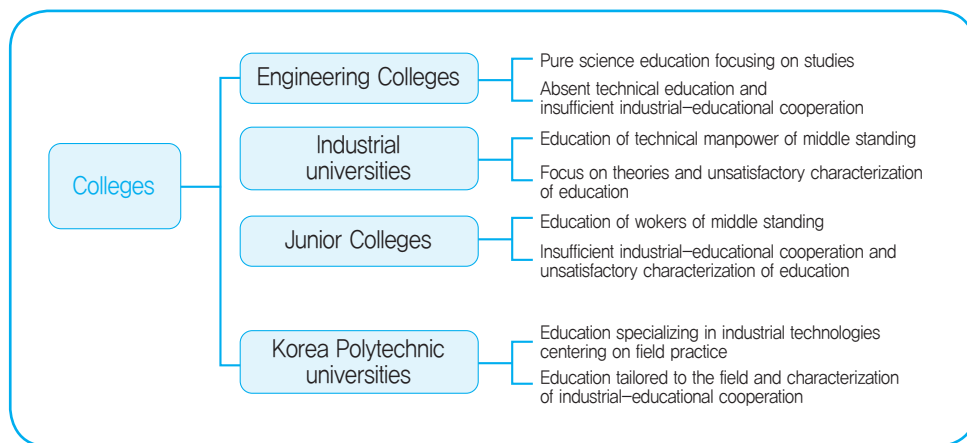 Colleges
Engineering Colleges
Pure science education focusing on studies
Absent technical education and
insufficient industrial-educational cooperation
Industrial
universities
Education of technical manpower of middle standing
Focus on theories and unsatisfactory characterization
of education
Junior Colleges
Education of wokers of middle standing
Insufficient industrial-educational cooperation and
unsatisfactory characterization of education
Korea Polytechnic
universities
Education specializing in industrial technologies
centering on field practice
Education tailored to the field and characterization
of industrial-educational cooperation